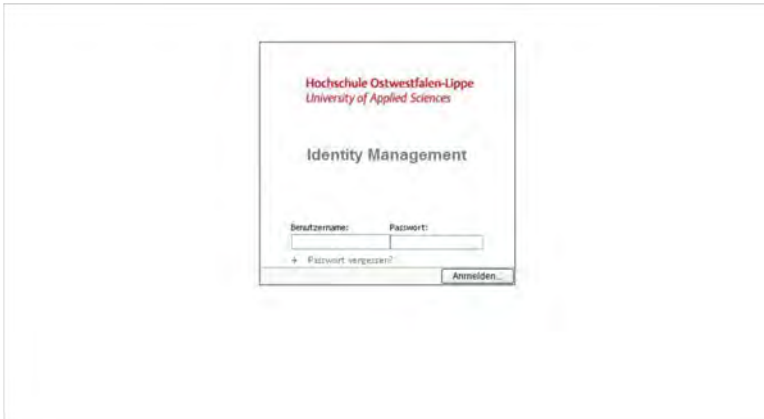 Hochschule Ostwestfalen-Lippe
University of Applied Sciences
Identity Management
Benutzername: Passwort:
+ Passwort vergessen?
Anmelden...